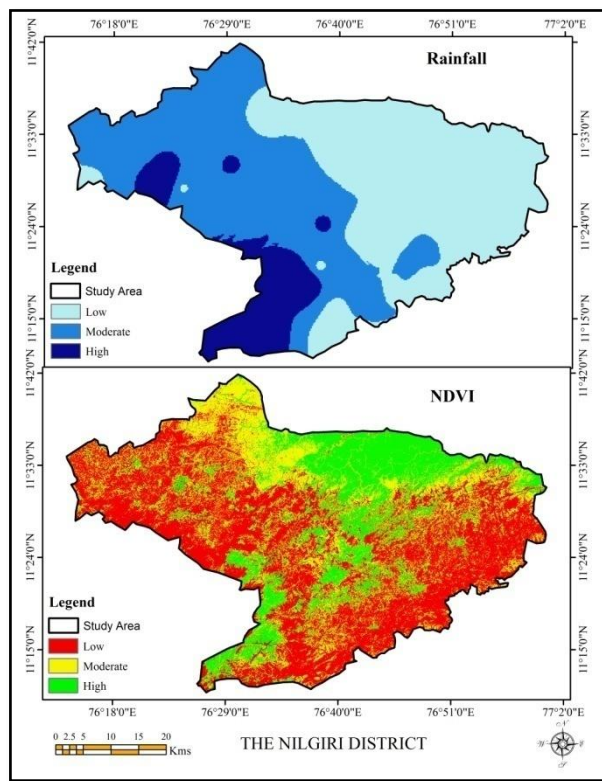 76°18'0"E 76°29'0"E 76°40'0"E 76°51'0"E 77°2'0"E
Rainfall
11°42'0"N
11°33'0"N
11°24'0"N
11°15'0"N
11°42'0"N
11°33'0"N
11°24'0"N
11°15'0"N
Legend
Study Area
Low
Moderate
High
NDVI
11°42'0"N
11°33'0"N
11°24'0"N
11°15'0"N
11°42'0"N
11°33'0"N
11°24'0"N
11°15'0"N
Legend
Study Area
Low
Moderate
High
76°18'0"E 76°29'0"E 76°40'0"E 76°51'0"E 77°2'0"E
0 2.5 5 10 15 20
Kms
THE NILGIRI DISTRICT
N
W E
S